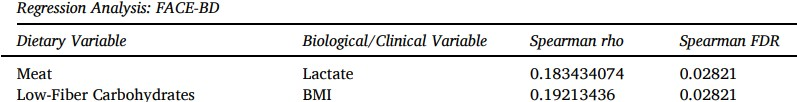 Regression Analysis: FACE-BD
Dietary Variable Biological/Clinical Variable Spearman rho Spearman FDR
Meat Lactate 0.183434074 0.02821
Low-Fiber Carbohydrates BMI 0.19213436 0.02821